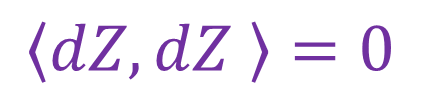 ⟨dZ, dZ ⟩ = 0